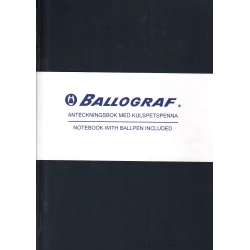 BALLOGRAF®
ANTECKNINGSBOK MED KULSPETSPENNA
NOTEBOOK WITH BALLPEN INCLUDED